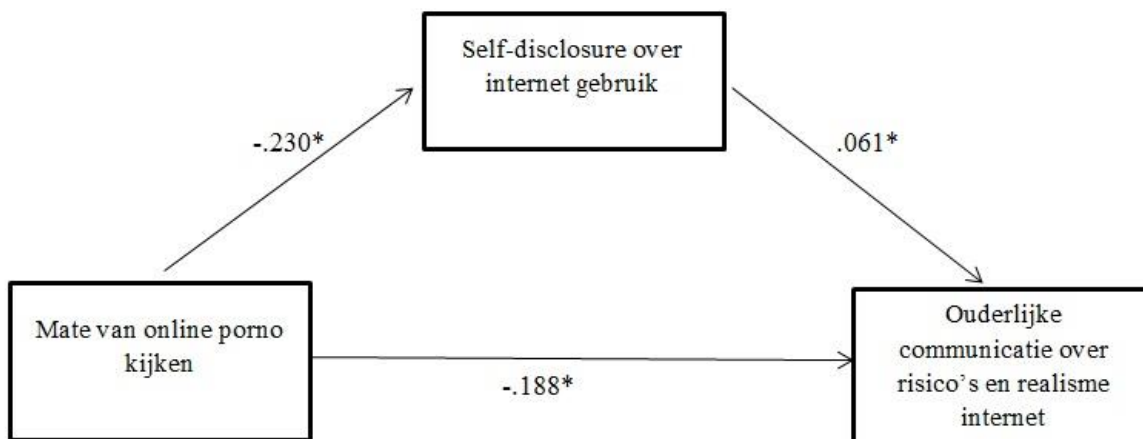 Self-disclosure over
internet gebruik
-.230*
.061*
Mate van online porno
kijken
-.188*
Ouderlijke
communicatie over
risico's en realisme
internet